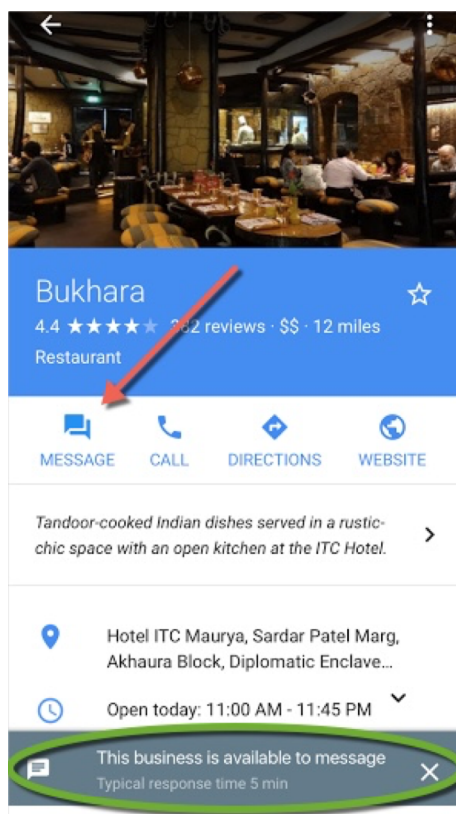 Bukhara
4.4 reviews · $$ · 12 miles
Restaurant
MESSAGE CALL DIRECTIONS WEBSITE
Tandoor-cooked Indian dishes served in a rustic-
chic space with an open kitchen at the ITC Hotel.
Hotel ITC Maurya, Sardar Patel Marg,
Akhaura Block, Diplomatic Enclave...
Open today: 11:00 AM - 11:45 PM
This business is available to message
Typical response time 5 min